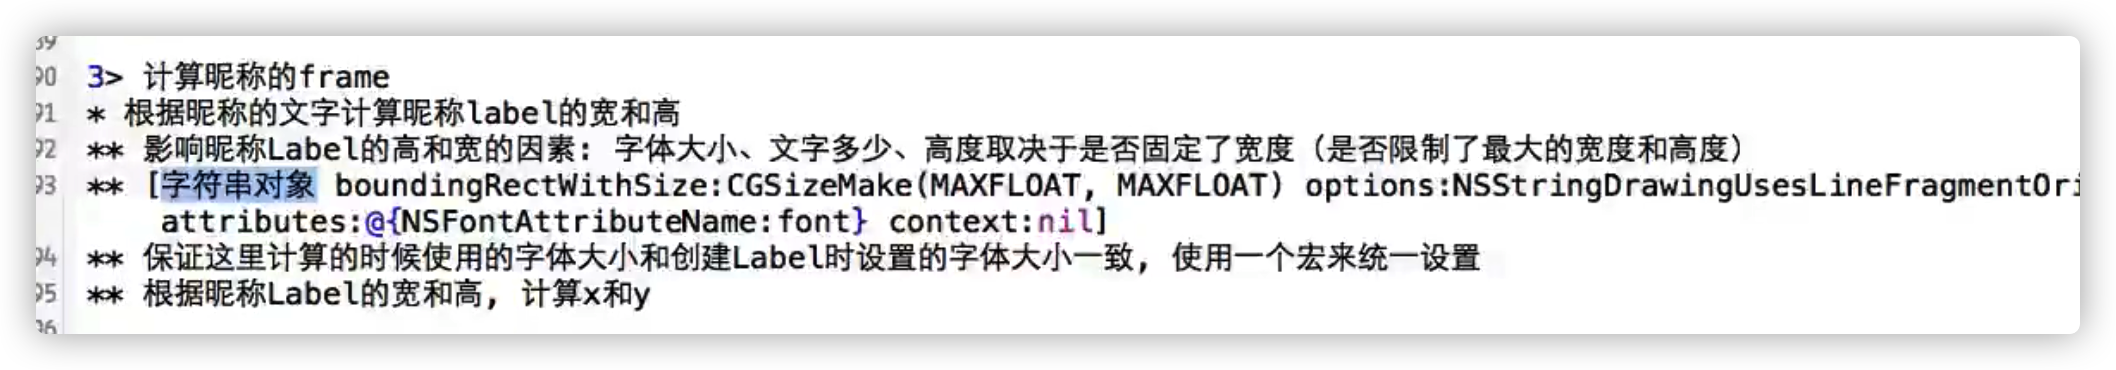 3> 计算昵称的frame
* 根据昵称的文字计算昵称label的宽和高
** 影响昵称Label的高和宽的因素: 字体大小、文字多少、高度取决于是否固定了宽度（是否限制了最大的宽度和高度）
** [字符串对象 boundingRectWithSize:CGSizeMake(MAXFLOAT, MAXFLOAT) options:NSStringDrawingUsesLineFragmentOri
attributes:@{NSFontAttributeName:font} context:nil]
** 保证这里计算的时候使用的字体大小和创建Label时设置的字体大小一致, 使用一个宏来统一设置
** 根据昵称Label的宽和高, 计算x和y